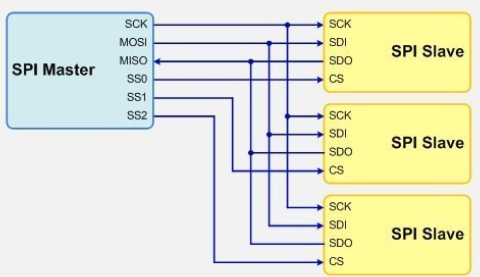 SPI Master
SCK
MOSI
MISO
SS0
SS1
SS2
SCK
SDI
SDO
CS
SPI Slave
SCK
SDI
SDO
CS
SPI Slave
SCK
SDI
SDO
CS
SPI Slave